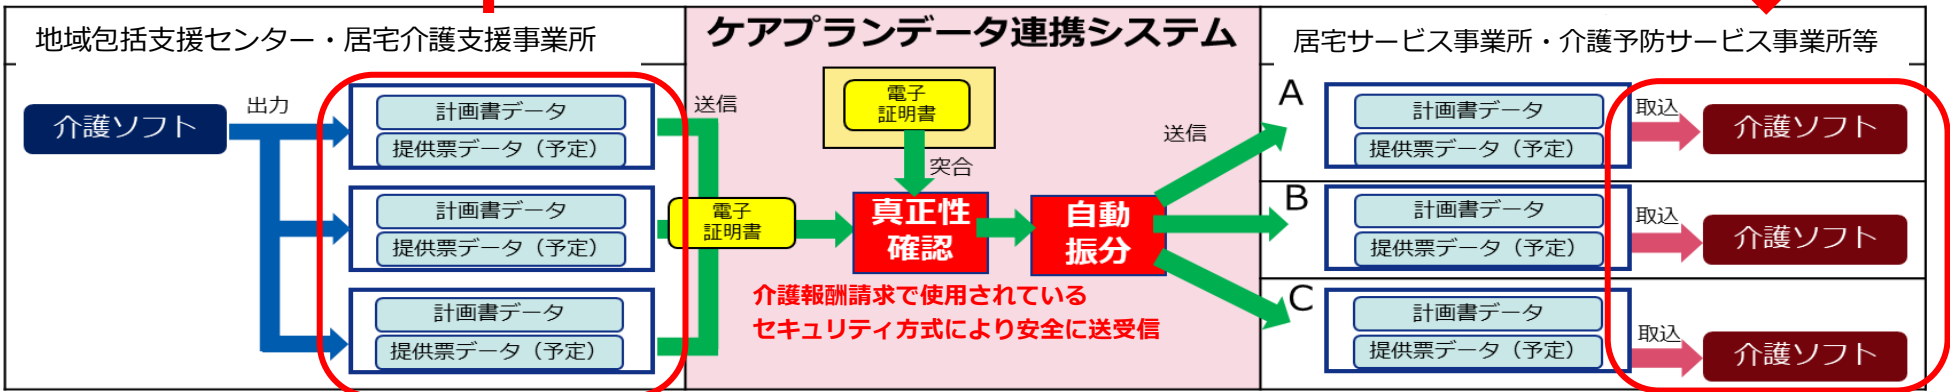 地域包括支援センター・居宅介護支援事業所
介護ソフト
出力
計画書データ
提供票データ（予定）
計画書データ
提供票データ（予定）
計画書データ
提供票データ（予定）
ケアプランデータ連携システム
送信
電子
証明書
電子
証明書
突合
真正性
確認
自動
振分
送信
介護報酬請求で使用されている
セキュリティ方式により安全に送受信
居宅サービス事業所・介護予防サービス事業所等
A
計画書データ
提供票データ（予定）
取込
介護ソフト
B
計画書データ
提供票データ（予定）
取込
介護ソフト
C
計画書データ
提供票データ（予定）
取込
介護ソフト